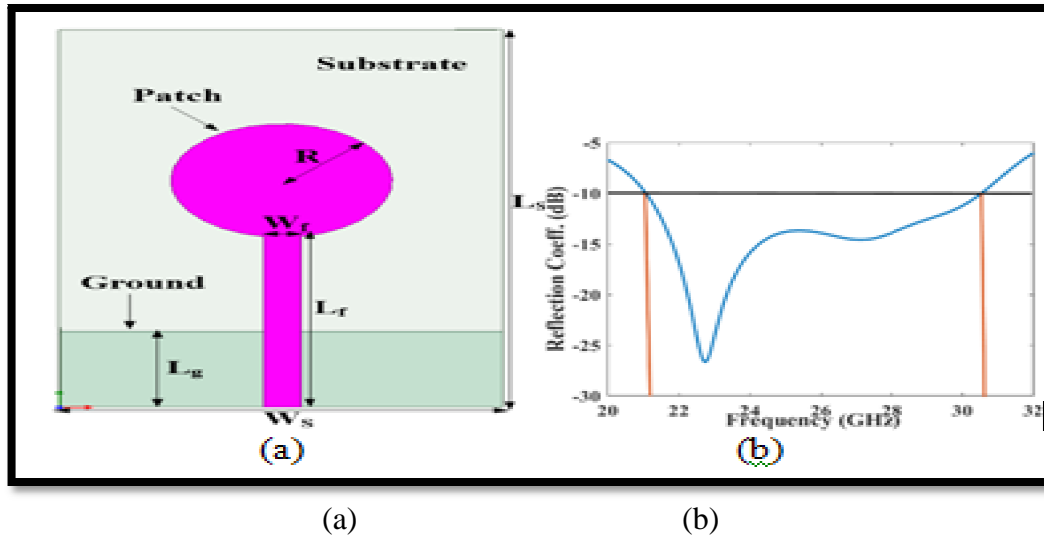 Substrate
Patch
R
Ls
Wf
Ground
Lf
Lg
Ws
(a)
-5
-10
-15
-20
-25
-30
Reflection Coeff. (dB)
20 22 24 26 28 30 32
Frequency (GHz)
(b)
(a) (b)